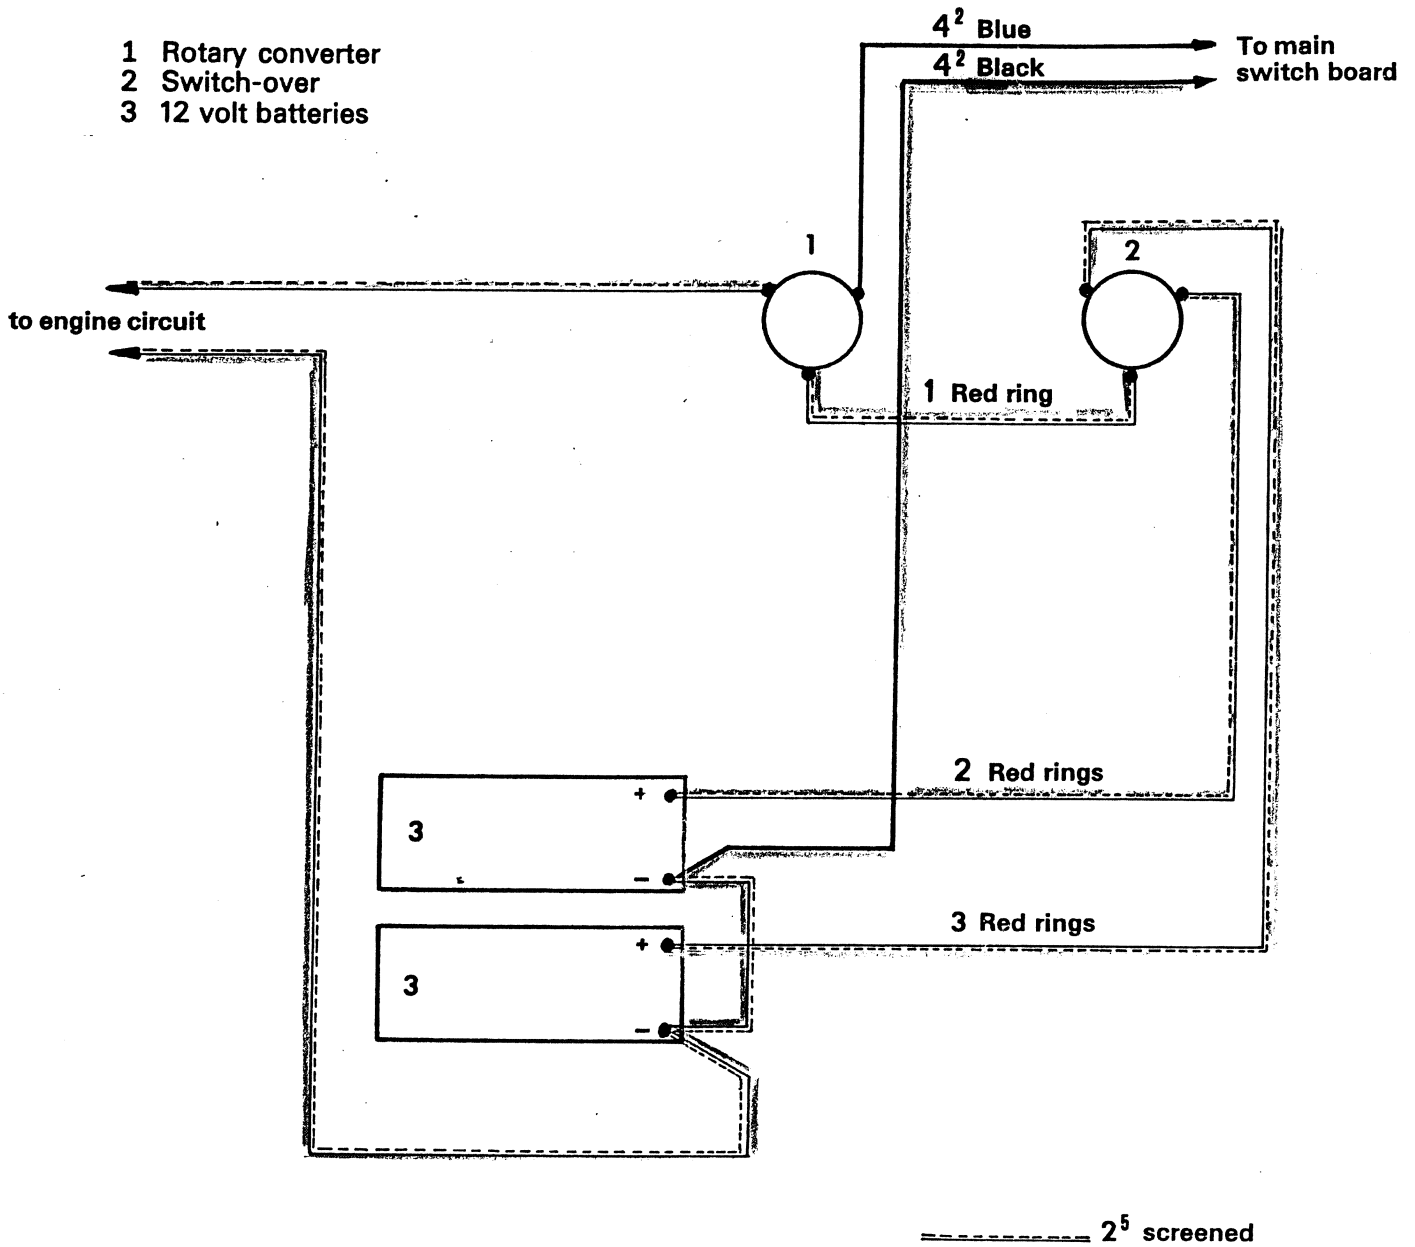 1 Rotary converter
2 Switch-over
3 12 volt batteries
4² Blue
4² Black
To main
switch board
1
2
to engine circuit
1 Red ring
2 Red rings
+
3
−
3 Red rings
+
3
−
2⁵ screened